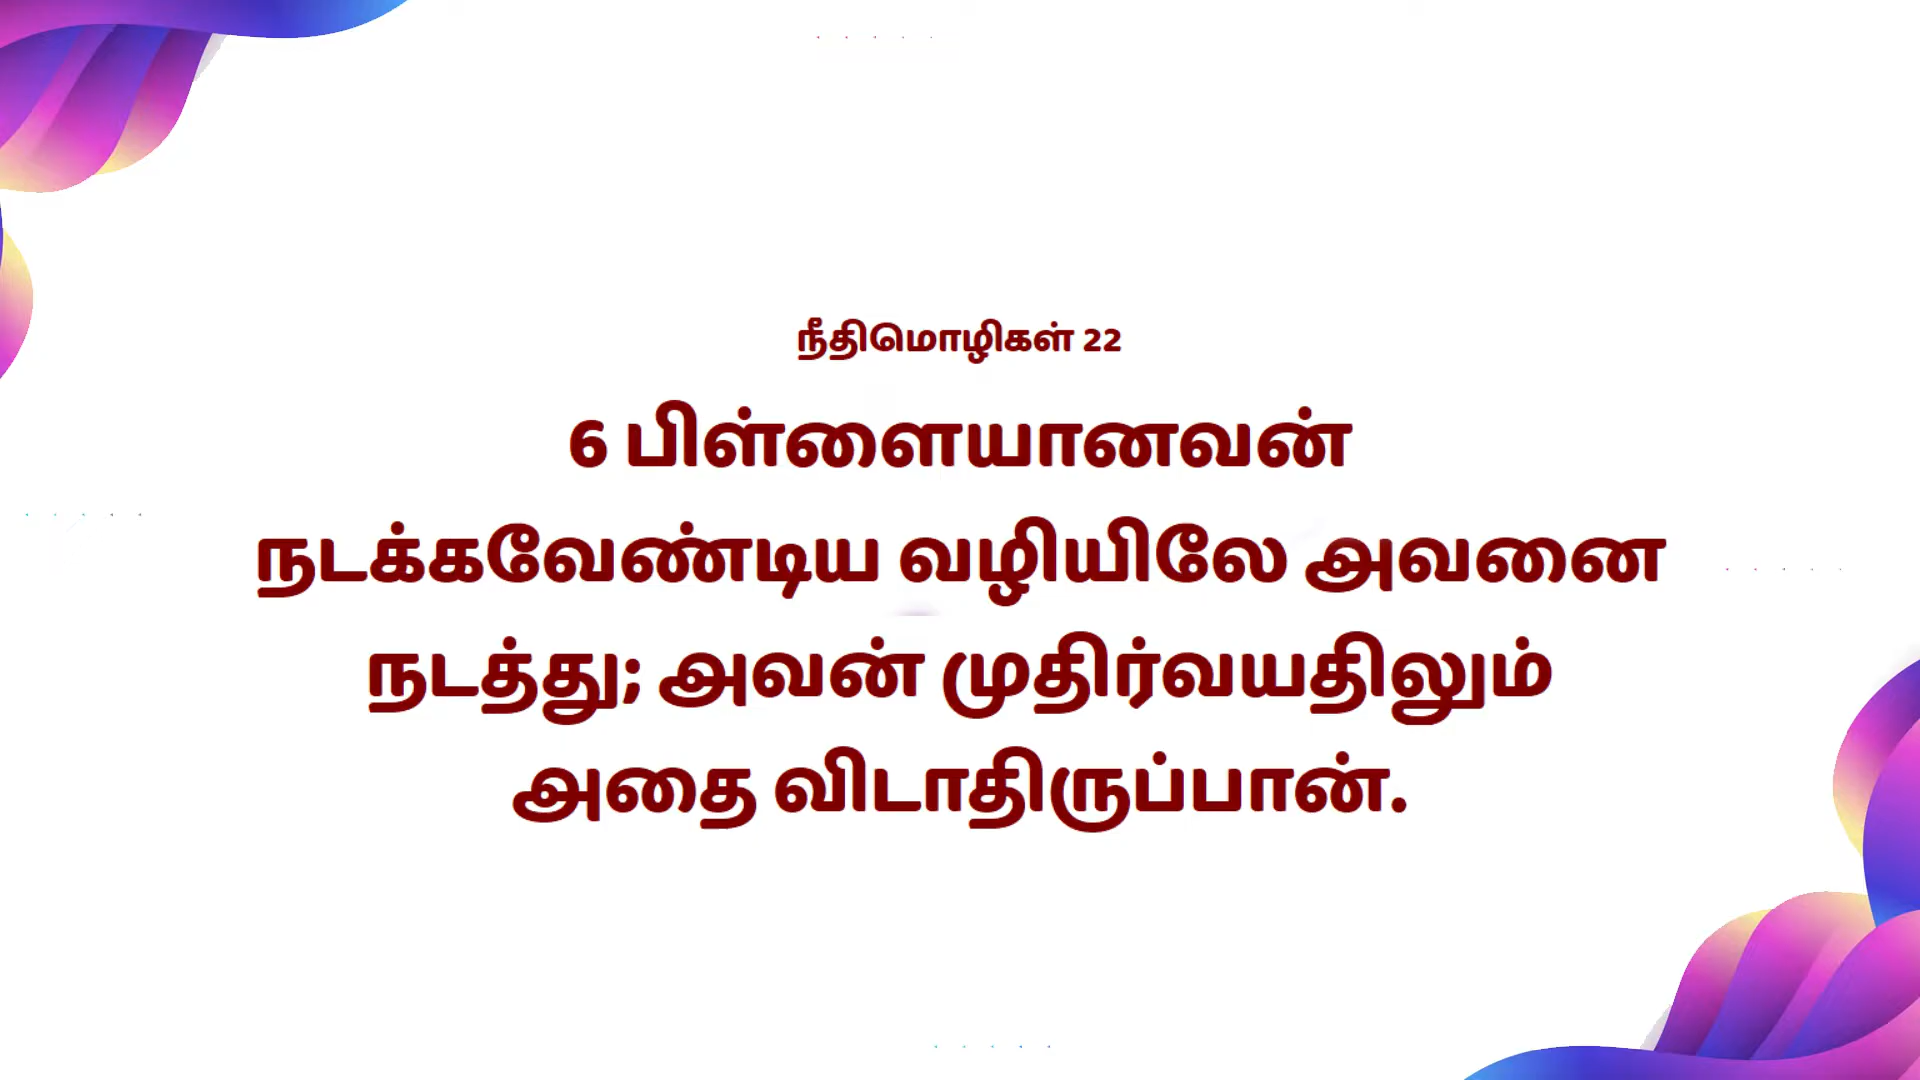 நீதிமொழிகள் 22
6 பிள்ளையானவன்
நடக்கவேண்டிய வழியிலே அவனை
நடத்து; அவன் முதிர்வயதிலும்
அதை விடாதிருப்பான்.